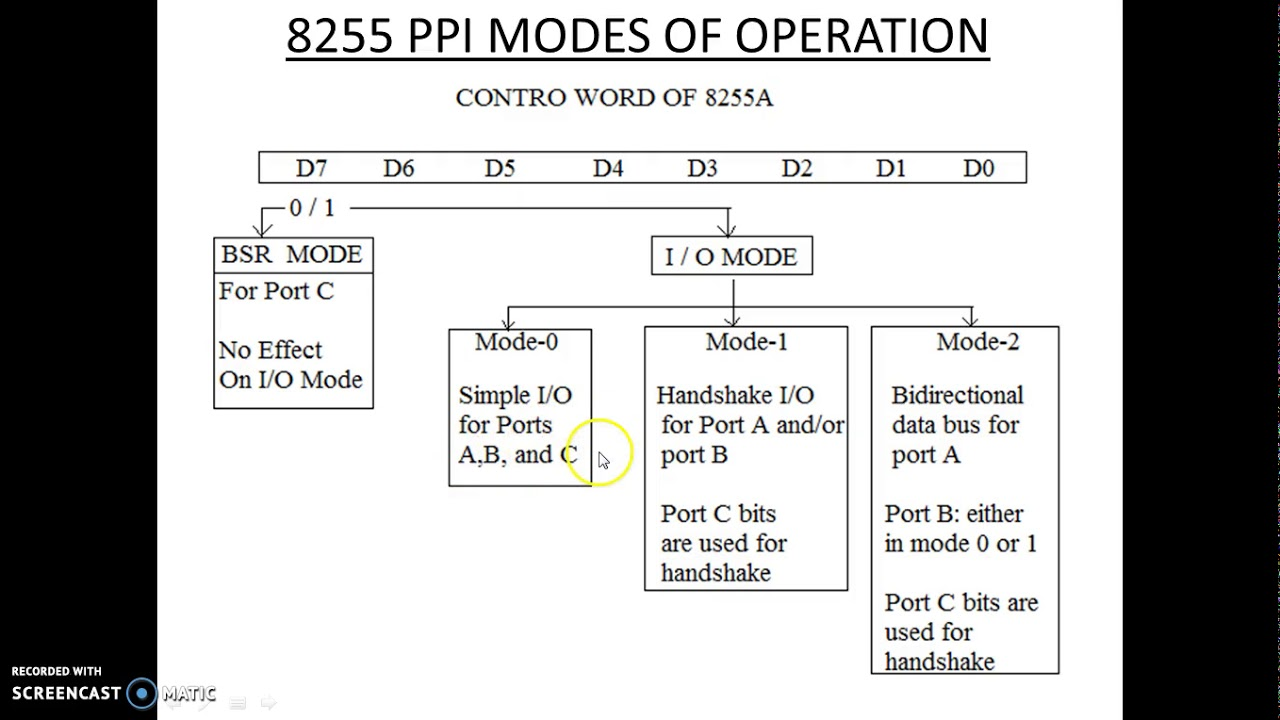 8255 PPI MODES OF OPERATION
CONTRO WORD OF 8255A
D7 D6 D5 D4 D3 D2 D1 D0
0 / 1
BSR MODE
For Port C
No Effect
On I/O Mode
I / O MODE
Mode-0
Simple I/O
for Ports
A,B, and C
Mode-1
Handshake I/O
for Port A and/or
port B
Port C bits
are used for
handshake
Mode-2
Bidirectional
data bus for
port A
Port B: either
in mode 0 or 1
Port C bits are
used for
handshake
RECORDED WITH
SCREENCAST MATIC